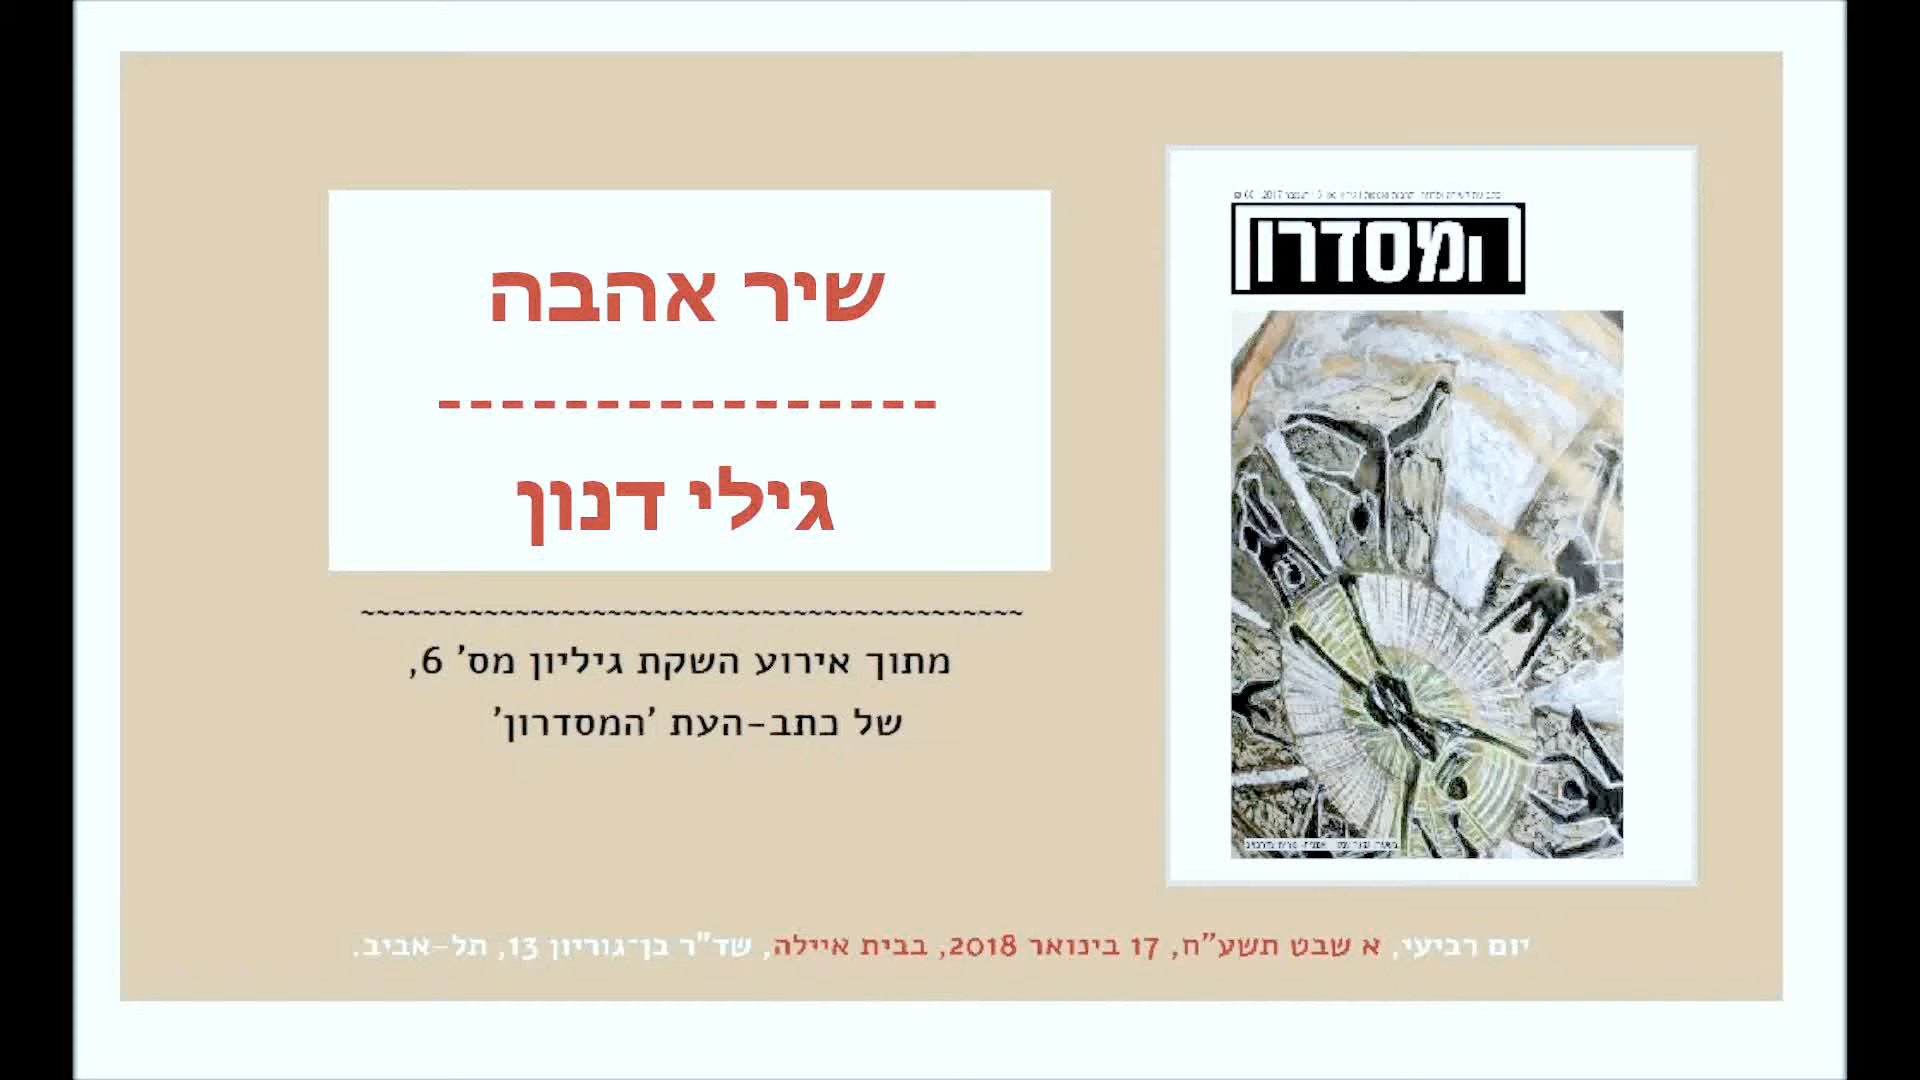 שיר אהבה
----------------
גילי דנון
~~~~~~~~~~~~~~~~~~~~~~~~~~~~~~~~~~~~~~~~~~~
מתוך אירוע השקת גיליון מס' 6,
של כתב-העת 'המסדרון'
המסדרון
יום רביעי, א שבט תשע"ח, 17 בינואר 2018, בבית איילה, שד"ר בן־גוריון 13, תל-אביב.